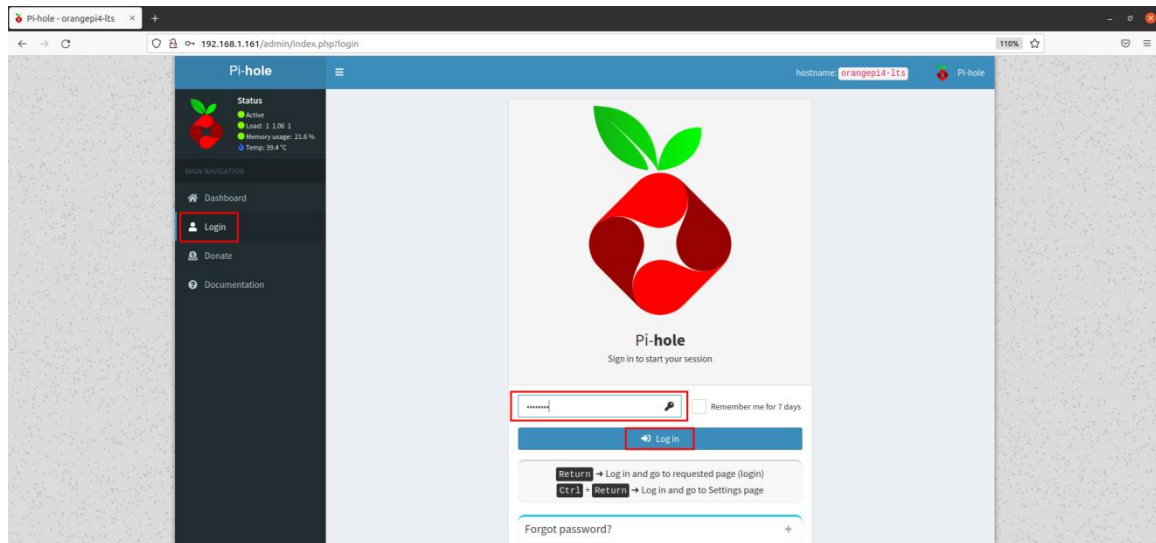 Pi-hole - orangepi4-lts × +
192.168.1.161/admin/index.php?login 110%
Pi-hole
hostname: orangepi4-lts Pi-hole
Status
Active
Load: 1 1.06 1
Memory usage: 21.6 %
Temp: 39.4 °C
MAIN NAVIGATION
Dashboard
Login
Donate
Documentation
Pi-hole
Sign in to start your session
Remember me for 7 days
Log in
Return → Log in and go to requested page (login)
Ctrl + Return → Log in and go to Settings page
Forgot password? +